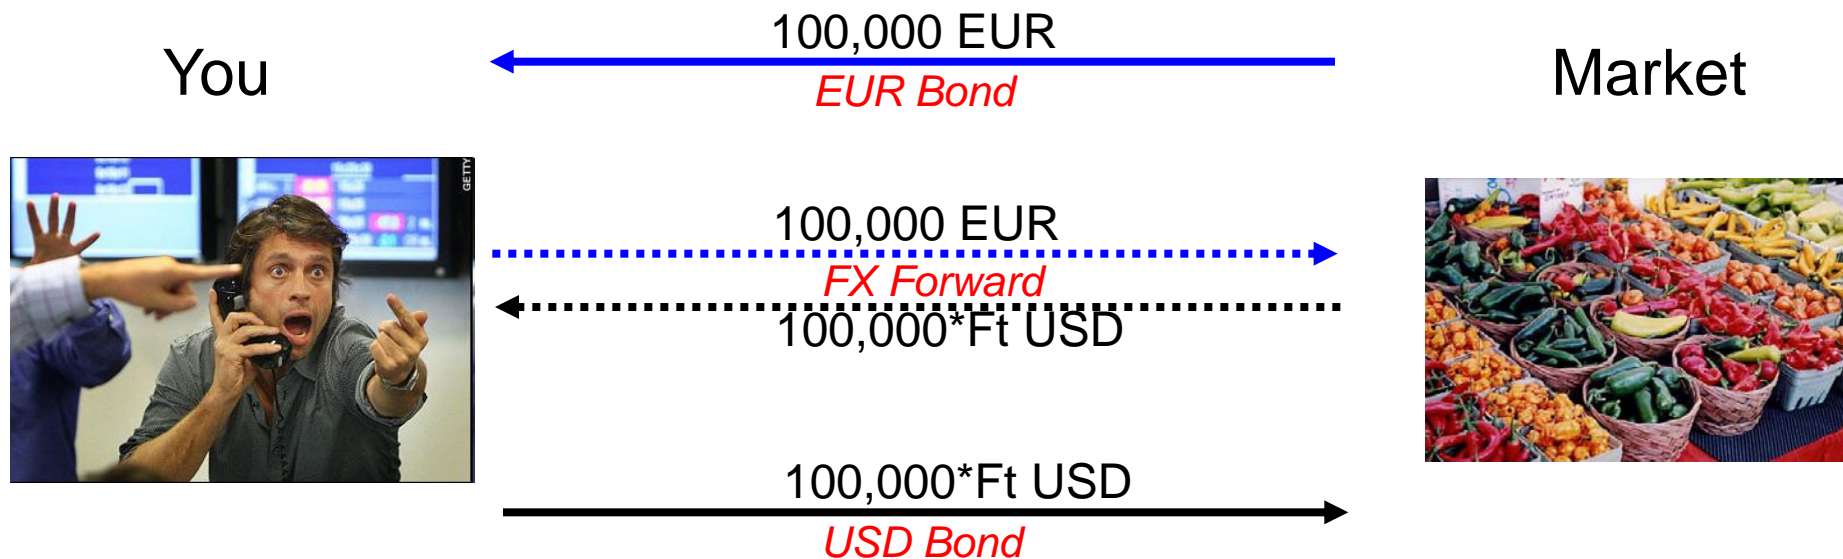 You
100,000 EUR
EUR Bond
Market
GETTY
100,000 EUR
FX Forward
100,000*Ft USD
100,000*Ft USD
USD Bond